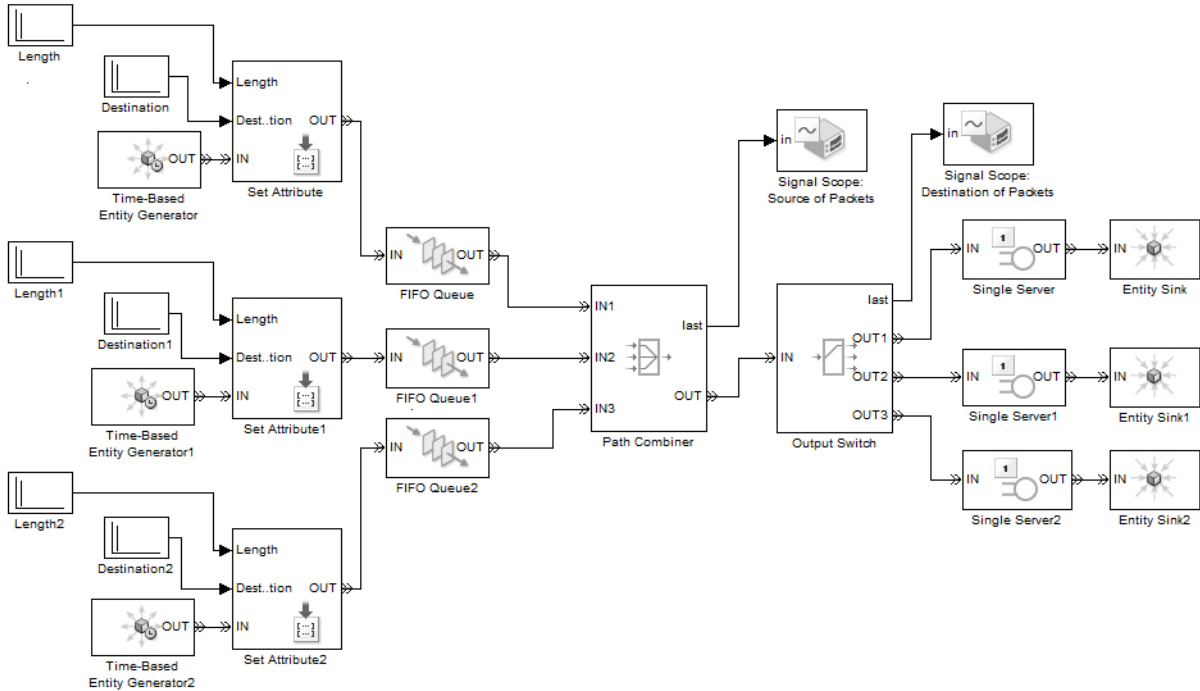 Length
Destination
OUT
Time-Based
Entity Generator
Length
Dest..tion
OUT
IN
Set Attribute
Length1
Destination1
OUT
Time-Based
Entity Generator1
Length
Dest..tion
OUT
IN
Set Attribute1
Length2
Destination2
OUT
Time-Based
Entity Generator2
Length
Dest..tion
OUT
IN
Set Attribute2
IN
OUT
FIFO Queue
IN
OUT
FIFO Queue1
IN
OUT
FIFO Queue2
IN1
IN2
IN3
last
OUT
Path Combiner
in
Signal Scope:
Source of Packets
in
Signal Scope:
Destination of Packets
IN
last
OUT1
OUT2
OUT3
Output Switch
IN
1
OUT
Single Server
IN
Entity Sink
IN
1
OUT
Single Server1
IN
Entity Sink1
IN
1
OUT
Single Server2
IN
Entity Sink2